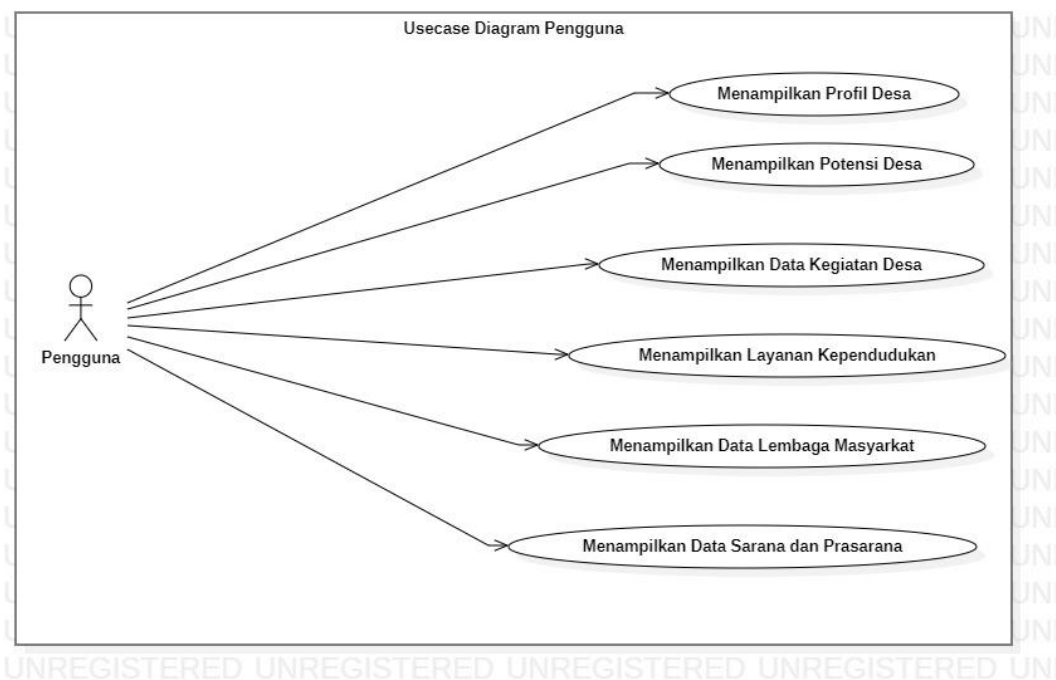 Usecase Diagram Pengguna
Menampilkan Profil Desa
Menampilkan Potensi Desa
Menampilkan Data Kegiatan Desa
Menampilkan Layanan Kependudukan
Pengguna
Menampilkan Data Lembaga Masyarkat
Menampilkan Data Sarana dan Prasarana
UNREGISTERED UNREGISTERED UNREGISTERED UNREGISTERED UNI